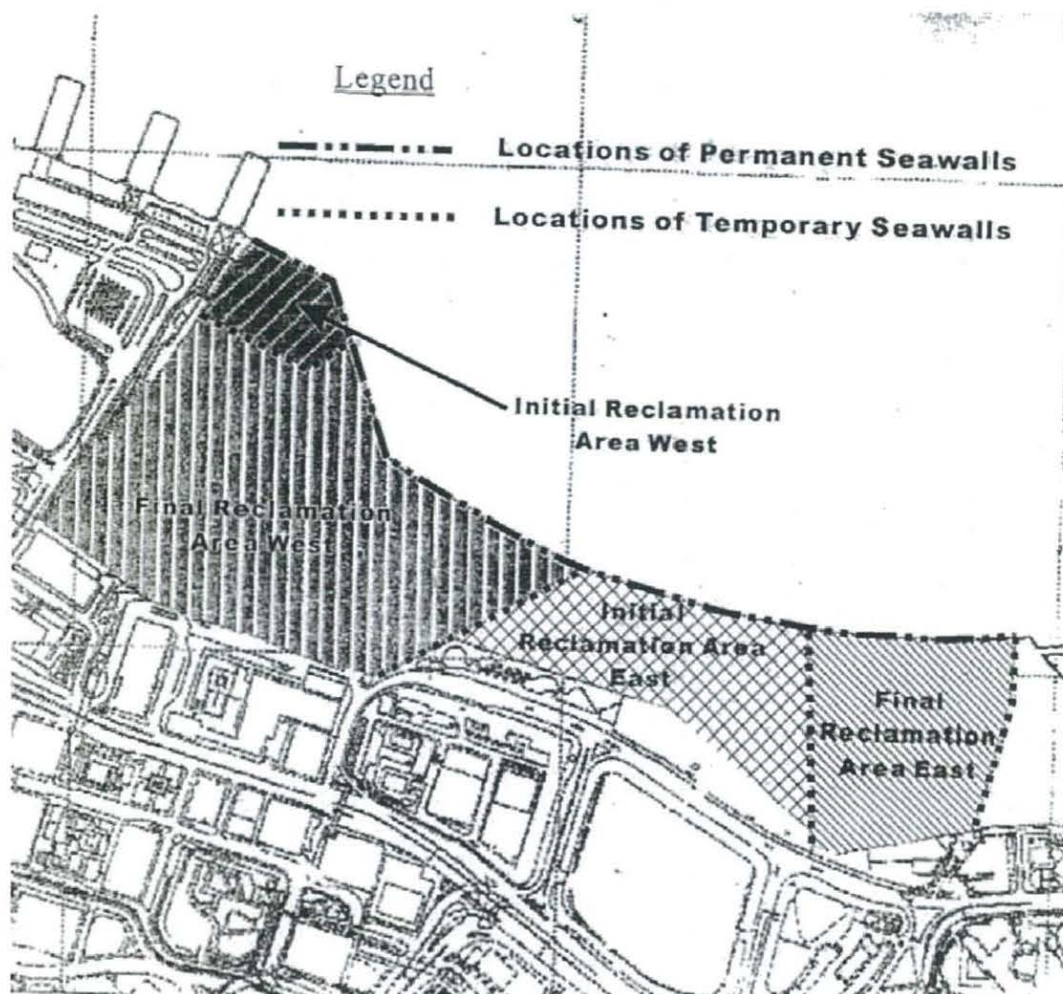 Legend
Locations of Permanent Seawalls
Locations of Temporary Seawalls
Initial Reclamation
Area West
Final Reclamation
Area West
Initial
Reclamation Area
East
Final
Reclamation
Area East